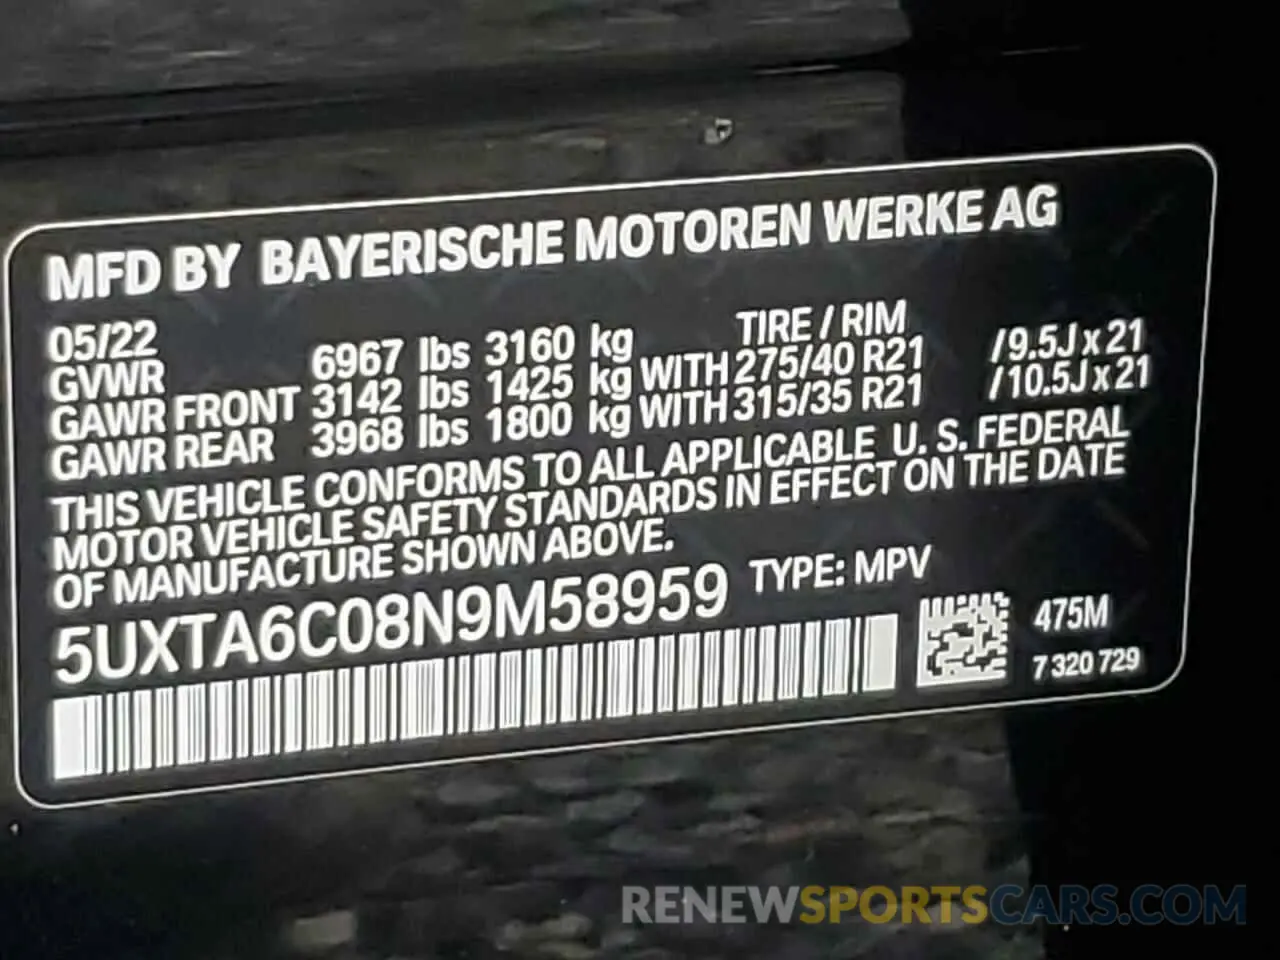 MFD BY BAYERISCHE MOTOREN WERKE AG
05/22 TIRE / RIM
GVWR 6967 lbs 3160 kg
GAWR FRONT 3142 lbs 1425 kg WITH 275/40 R21 /9.5J x 21
GAWR REAR 3968 lbs 1800 kg WITH 315/35 R21 /10.5J x 21
THIS VEHICLE CONFORMS TO ALL APPLICABLE U. S. FEDERAL
MOTOR VEHICLE SAFETY STANDARDS IN EFFECT ON THE DATE
OF MANUFACTURE SHOWN ABOVE.
5UXTA6C08N9M58959 TYPE: MPV
475M
7 320 729
RENEWSPORTSCARS.COM